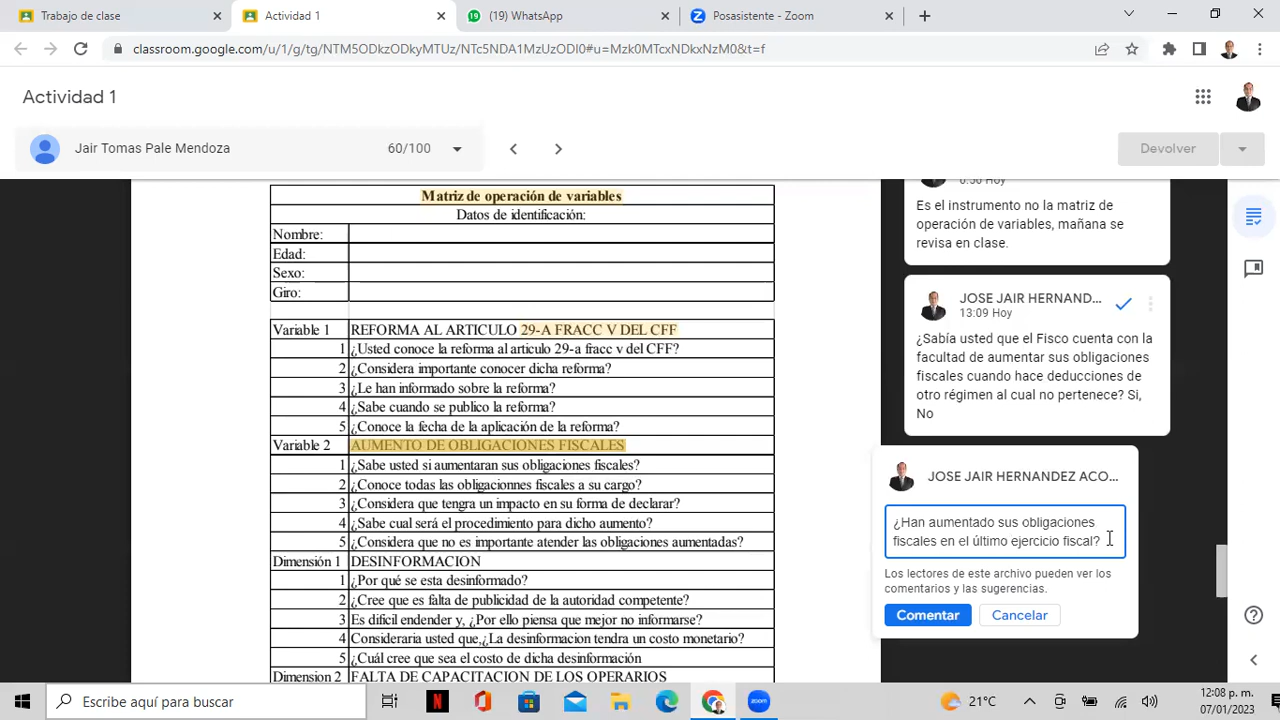 Trabajo de clase
Actividad 1
(19) WhatsApp
Posasistente - Zoom
classroom.google.com/u/1/g/tg/NTM5ODkzODkyMTUz/NTc5NDA1MzUzODI0#u=Mzk0MTcxNDkxNzM0&t=f
Actividad 1
Jair Tomas Pale Mendoza
60/100
Devolver
Matriz de operación de variables
Datos de identificación:
Nombre:
Edad:
Sexo:
Giro:
Variable 1 REFORMA AL ARTICULO 29-A FRACC V DEL CFF
1 ¿Usted conoce la reforma al articulo 29-a fracc v del CFF?
2 ¿Considera importante conocer dicha reforma?
3 ¿Le han informado sobre la reforma?
4 ¿Sabe cuando se publico la reforma?
5 ¿Conoce la fecha de la aplicación de la reforma?
Variable 2 AUMENTO DE OBLIGACIONES FISCALES
1 ¿Sabe usted si aumentaran sus obligaciones fiscales?
2 ¿Conoce todas las obligacionnes fiscales a su cargo?
3 ¿Considera que tengra un impacto en su forma de declarar?
4 ¿Sabe cual será el procedimiento para dicho aumento?
5 ¿Considera que no es importante atender las obligaciones aumentadas?
Dimensión 1 DESINFORMACION
1 ¿Por qué se esta desinformado?
2 ¿Cree que es falta de publicidad de la autoridad competente?
3 Es dificil endender y, ¿Por ello piensa que mejor no informarse?
4 Consideraria usted que,¿La desinformacion tendra un costo monetario?
5 ¿Cuál cree que sea el costo de dicha desinformación
Dimension 2 FALTA DE CAPACITACION DE LOS OPERARIOS
Es el instrumento no la matriz de
operación de variables, mañana se
revisa en clase.
JOSE JAIR HERNAND...
13:09 Hoy
¿Sabía usted que el Fisco cuenta con la
facultad de aumentar sus obligaciones
fiscales cuando hace deducciones de
otro régimen al cual no pertenece? Si,
No
JOSE JAIR HERNANDEZ ACO...
¿Han aumentado sus obligaciones
fiscales en el último ejercicio fiscal?
Los lectores de este archivo pueden ver los
comentarios y las sugerencias.
Comentar
Cancelar
Escribe aquí para buscar
21°C
12:08 p. m.
07/01/2023